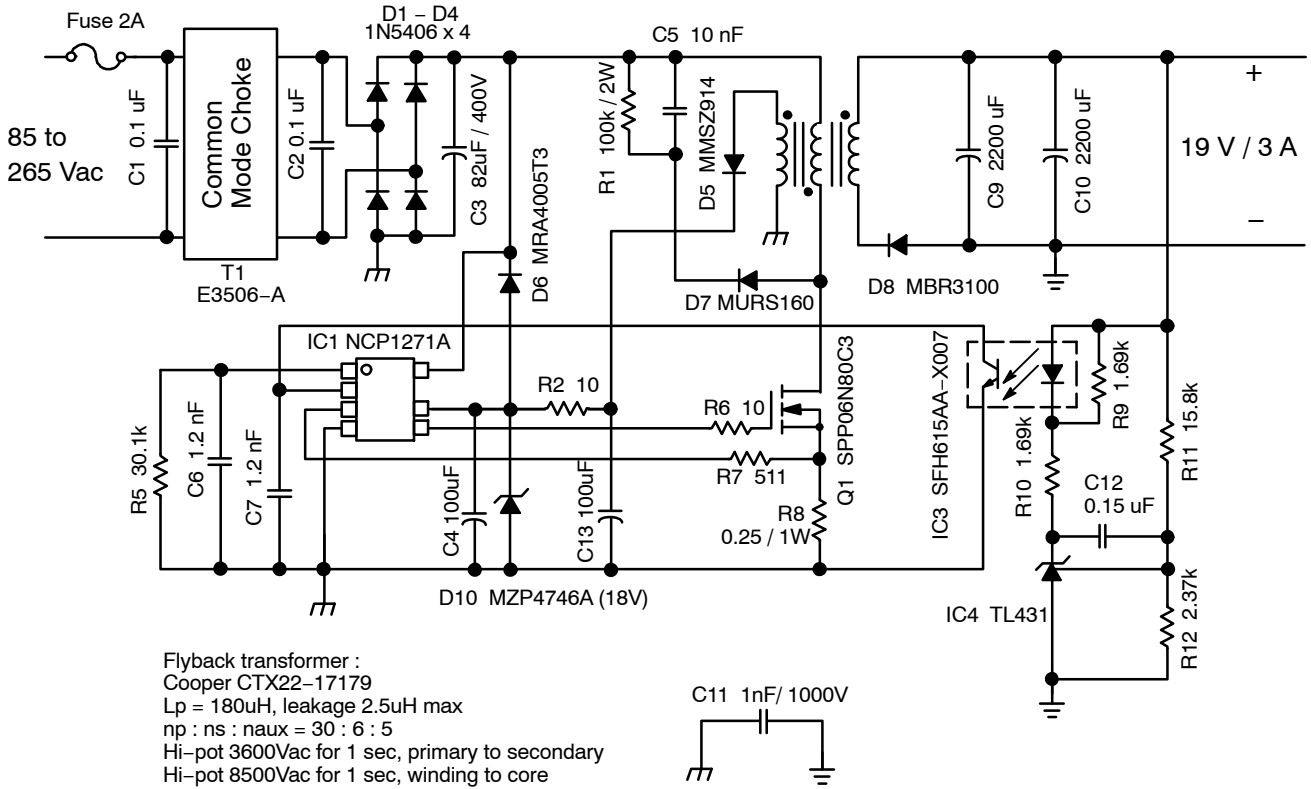 Fuse 2A
D1 – D4
1N5406 x 4
C5 10 nF
85 to
265 Vac
C1 0.1 uF
Common
Mode Choke
C2 0.1 uF
C3 82uF / 400V
R1 100k / 2W
D5 MMSZ914
C9 2200 uF
C10 2200 uF
+
19 V / 3 A
–
T1
E3506–A
D6 MRA4005T3
D7 MURS160
D8 MBR3100
IC1 NCP1271A
R2 10
R6 10
R7 511
Q1 SPP06N80C3
IC3 SFH615AA–X007
R9 1.69k
R10 1.69k
R11 15.8k
C12
0.15 uF
R5 30.1k
C6 1.2 nF
C7 1.2 nF
C4 100uF
C13 100uF
R8
0.25 / 1W
D10 MZP4746A (18V)
IC4 TL431
R12 2.37k
Flyback transformer :
Cooper CTX22–17179
Lp = 180uH, leakage 2.5uH max
np : ns : naux = 30 : 6 : 5
Hi–pot 3600Vac for 1 sec, primary to secondary
Hi–pot 8500Vac for 1 sec, winding to core
C11 1nF/ 1000V